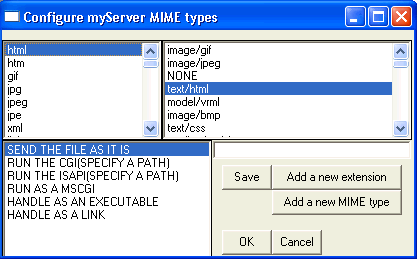 Configure myServer MIME types
html
htm
gif
jpg
jpeg
jpe
xml
image/gif
image/jpeg
NONE
text/html
model/vrml
image/bmp
text/css
SEND THE FILE AS IT IS
RUN THE CGI(SPECIFY A PATH)
RUN THE ISAPI(SPECIFY A PATH)
RUN AS A MSCGI
HANDLE AS AN EXECUTABLE
HANDLE AS A LINK
Save
Add a new extension
Add a new MIME type
OK
Cancel